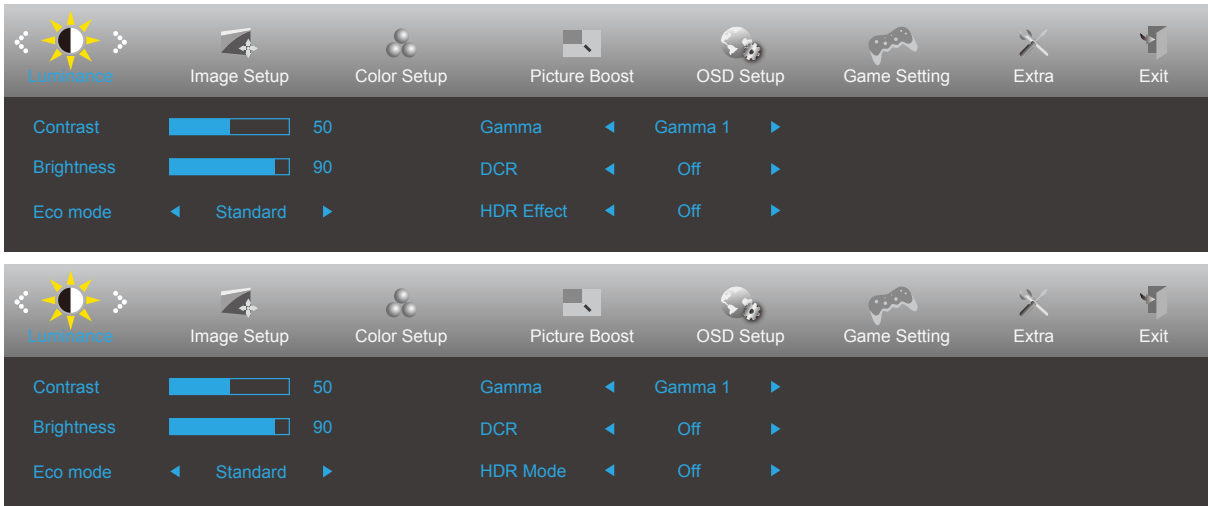 Luminance Image Setup Color Setup Picture Boost OSD Setup Game Setting Extra Exit
Contrast 50 Gamma Gamma 1
Brightness 90 DCR Off
Eco mode Standard HDR Effect Off
Luminance Image Setup Color Setup Picture Boost OSD Setup Game Setting Extra Exit
Contrast 50 Gamma Gamma 1
Brightness 90 DCR Off
Eco mode Standard HDR Mode Off